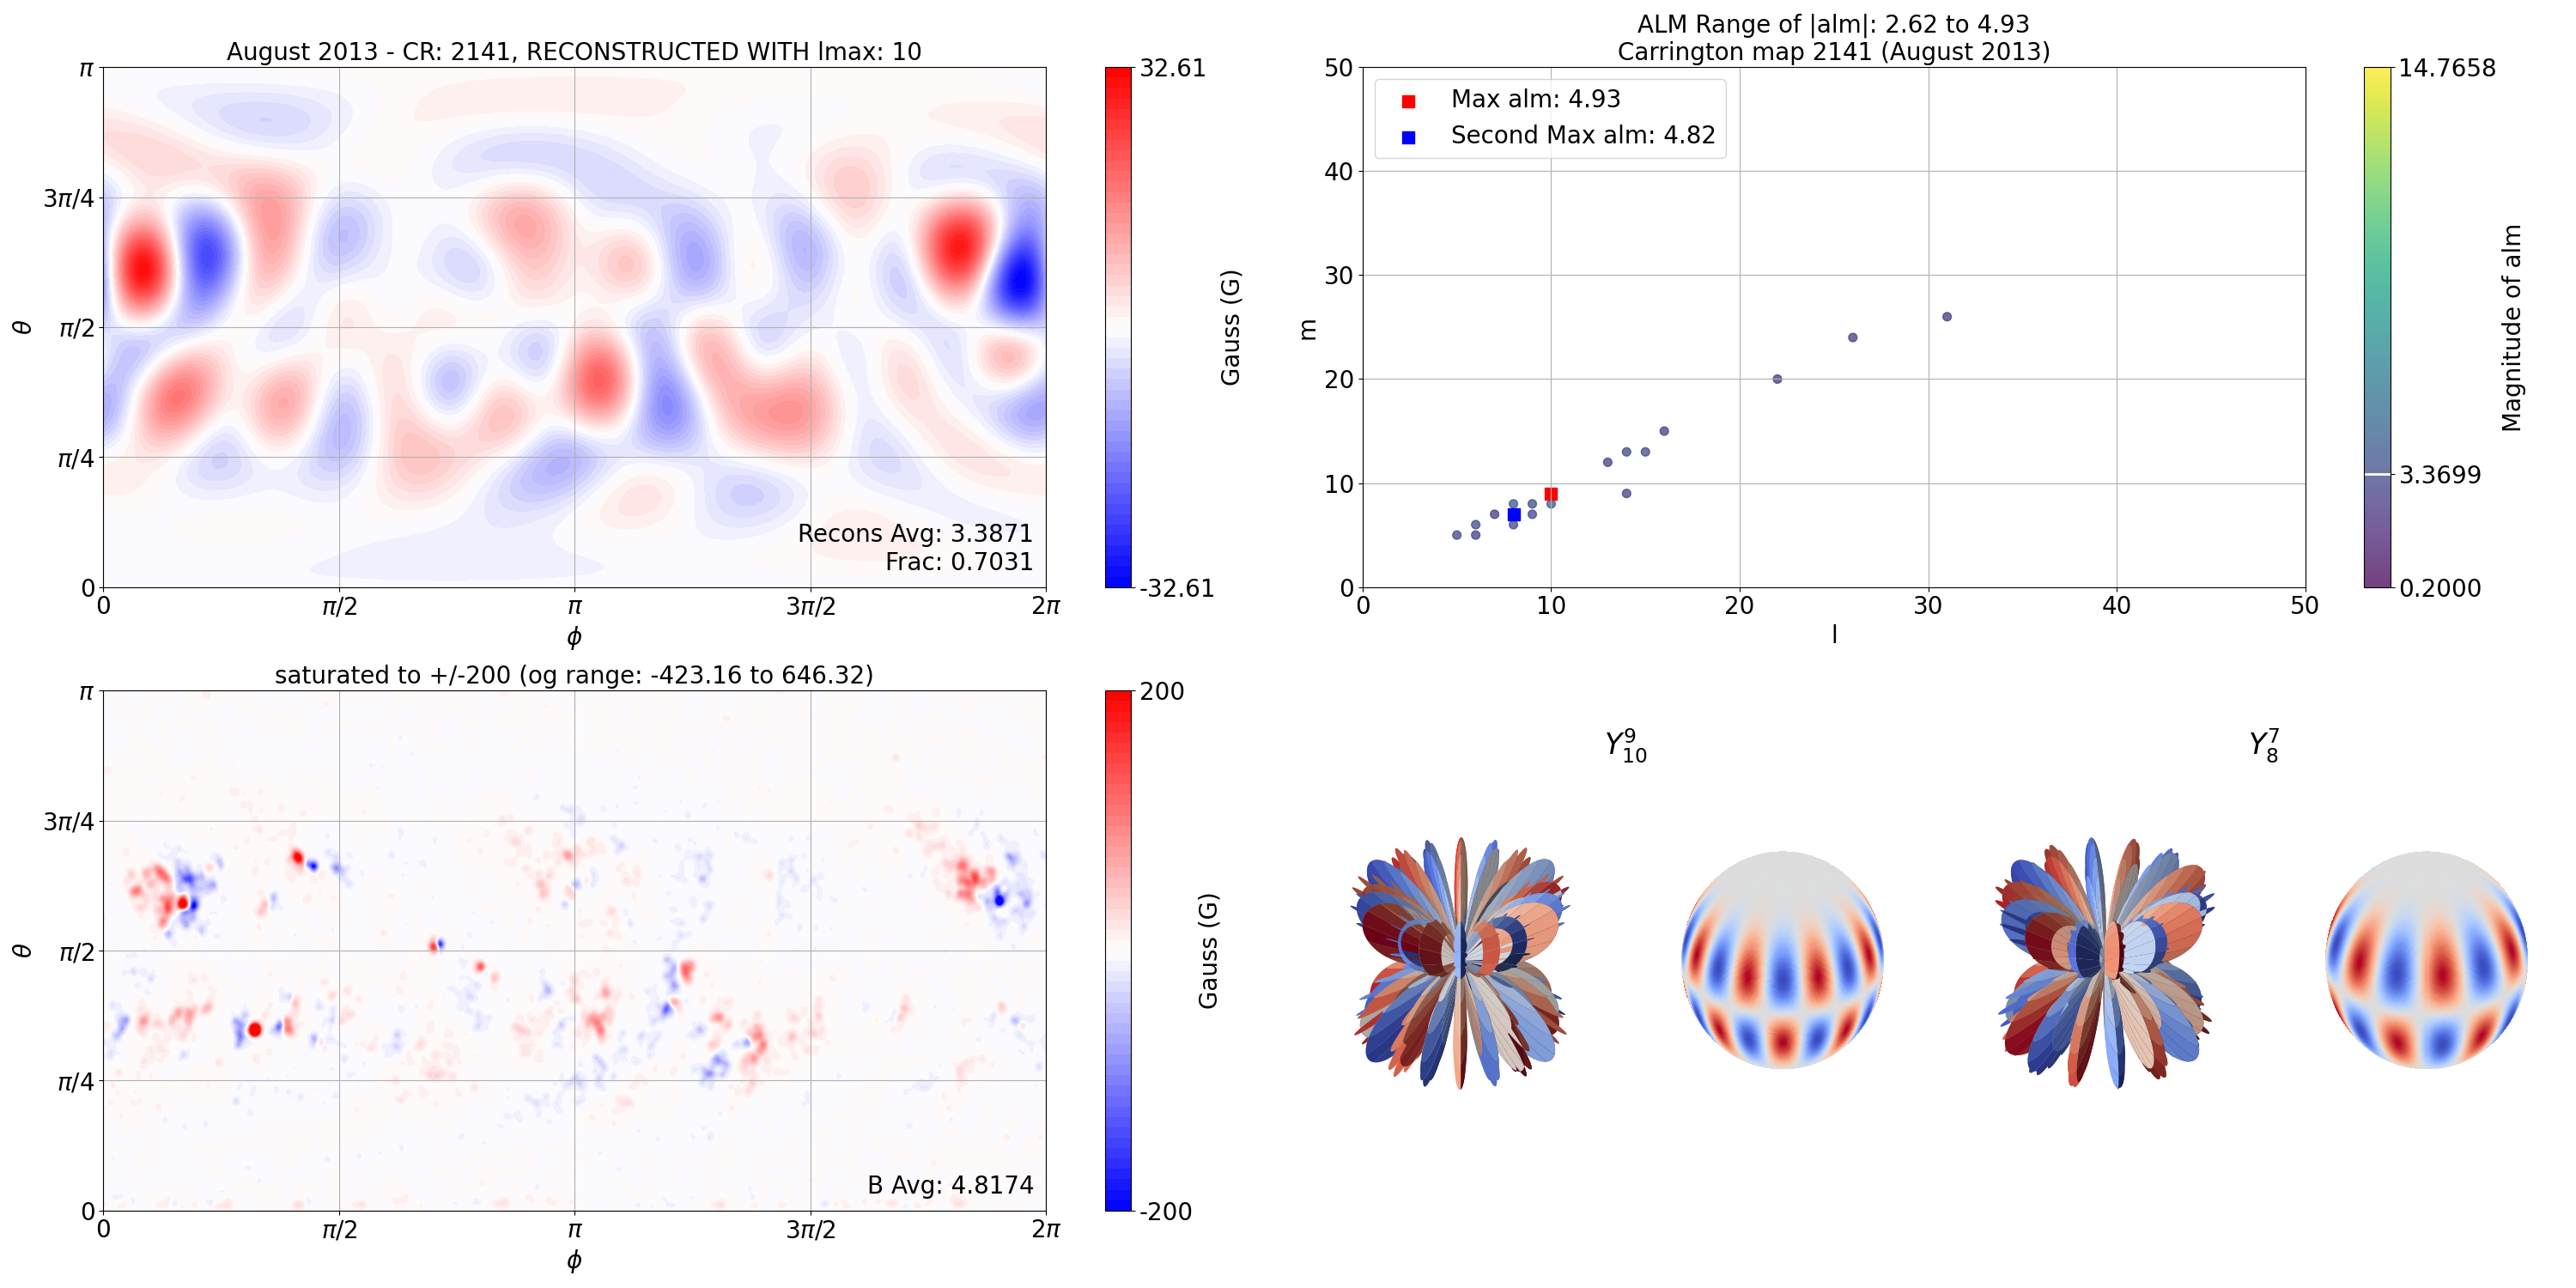 August 2013 - CR: 2141, RECONSTRUCTED WITH lmax: 10
π
3π/4
π/2
π/4
0
θ
0
π/2
π
3π/2
2π
ϕ
Recons Avg: 3.3871
Frac: 0.7031
32.61
-32.61
Gauss (G)
ALM Range of |alm|: 2.62 to 4.93
Carrington map 2141 (August 2013)
Max alm: 4.93
Second Max alm: 4.82
50
40
30
20
10
0
m
0
10
20
30
40
50
l
14.7658
3.3699
0.2000
Magnitude of alm
saturated to +/-200 (og range: -423.16 to 646.32)
π
3π/4
π/2
π/4
0
θ
0
π/2
π
3π/2
2π
ϕ
B Avg: 4.8174
200
-200
Gauss (G)
Y_{10}^{9}
Y_{8}^{7}